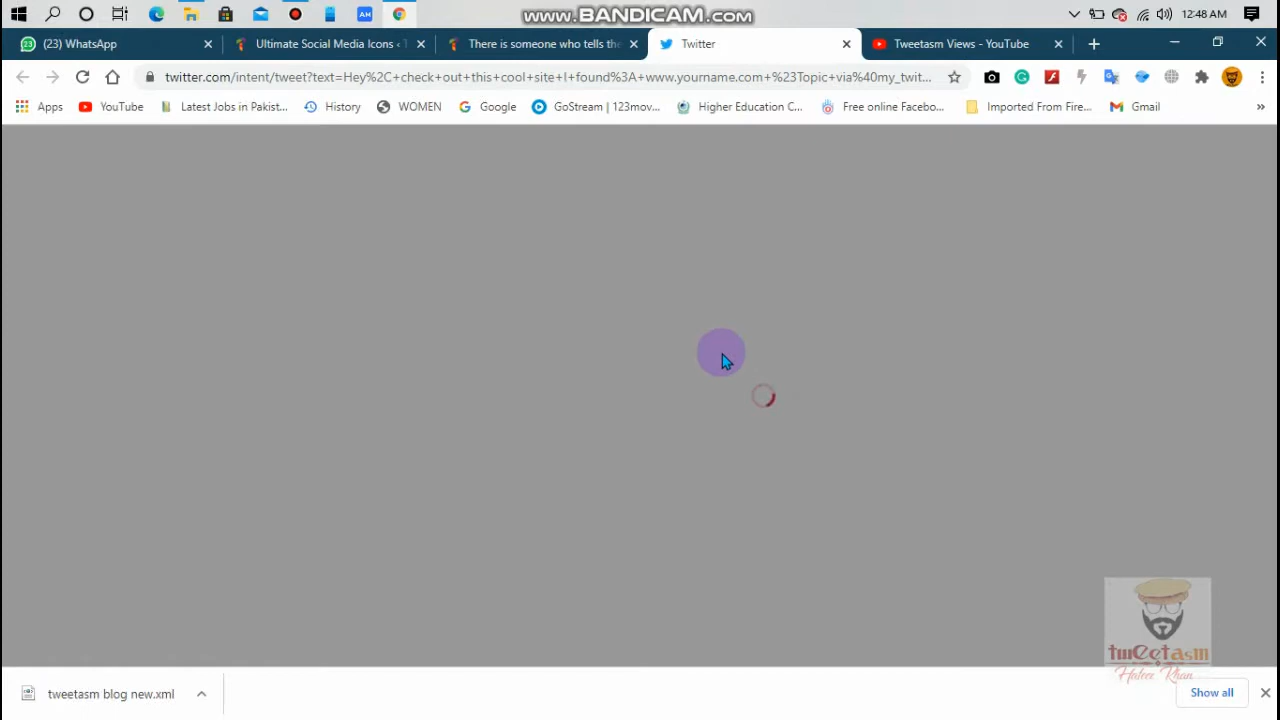 www.BANDICAM.com
12:48 AM
(23) WhatsApp
Ultimate Social Media Icons ‹ T
There is someone who tells the
Twitter
Tweetasm Views - YouTube
twitter.com/intent/tweet?text=Hey%2C+check+out+this+cool+site+I+found%3A+www.yourname.com+%23Topic+via%40my_twit...
Apps
YouTube
Latest Jobs in Pakist...
History
WOMEN
Google
GoStream | 123mov...
Higher Education C...
Free online Facebo...
Imported From Fire...
Gmail
»
tweetasm
Haleec Khan
tweetasm blog new.xml
Show all